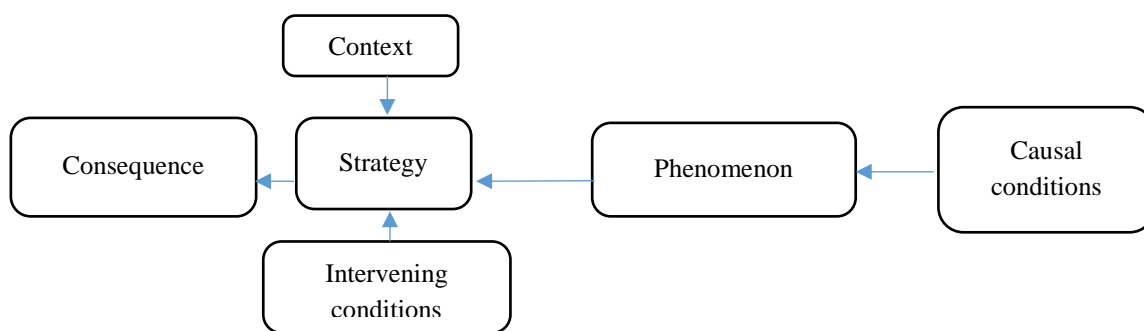 Context
Consequence
Strategy
Phenomenon
Causal
conditions
Intervening
conditions